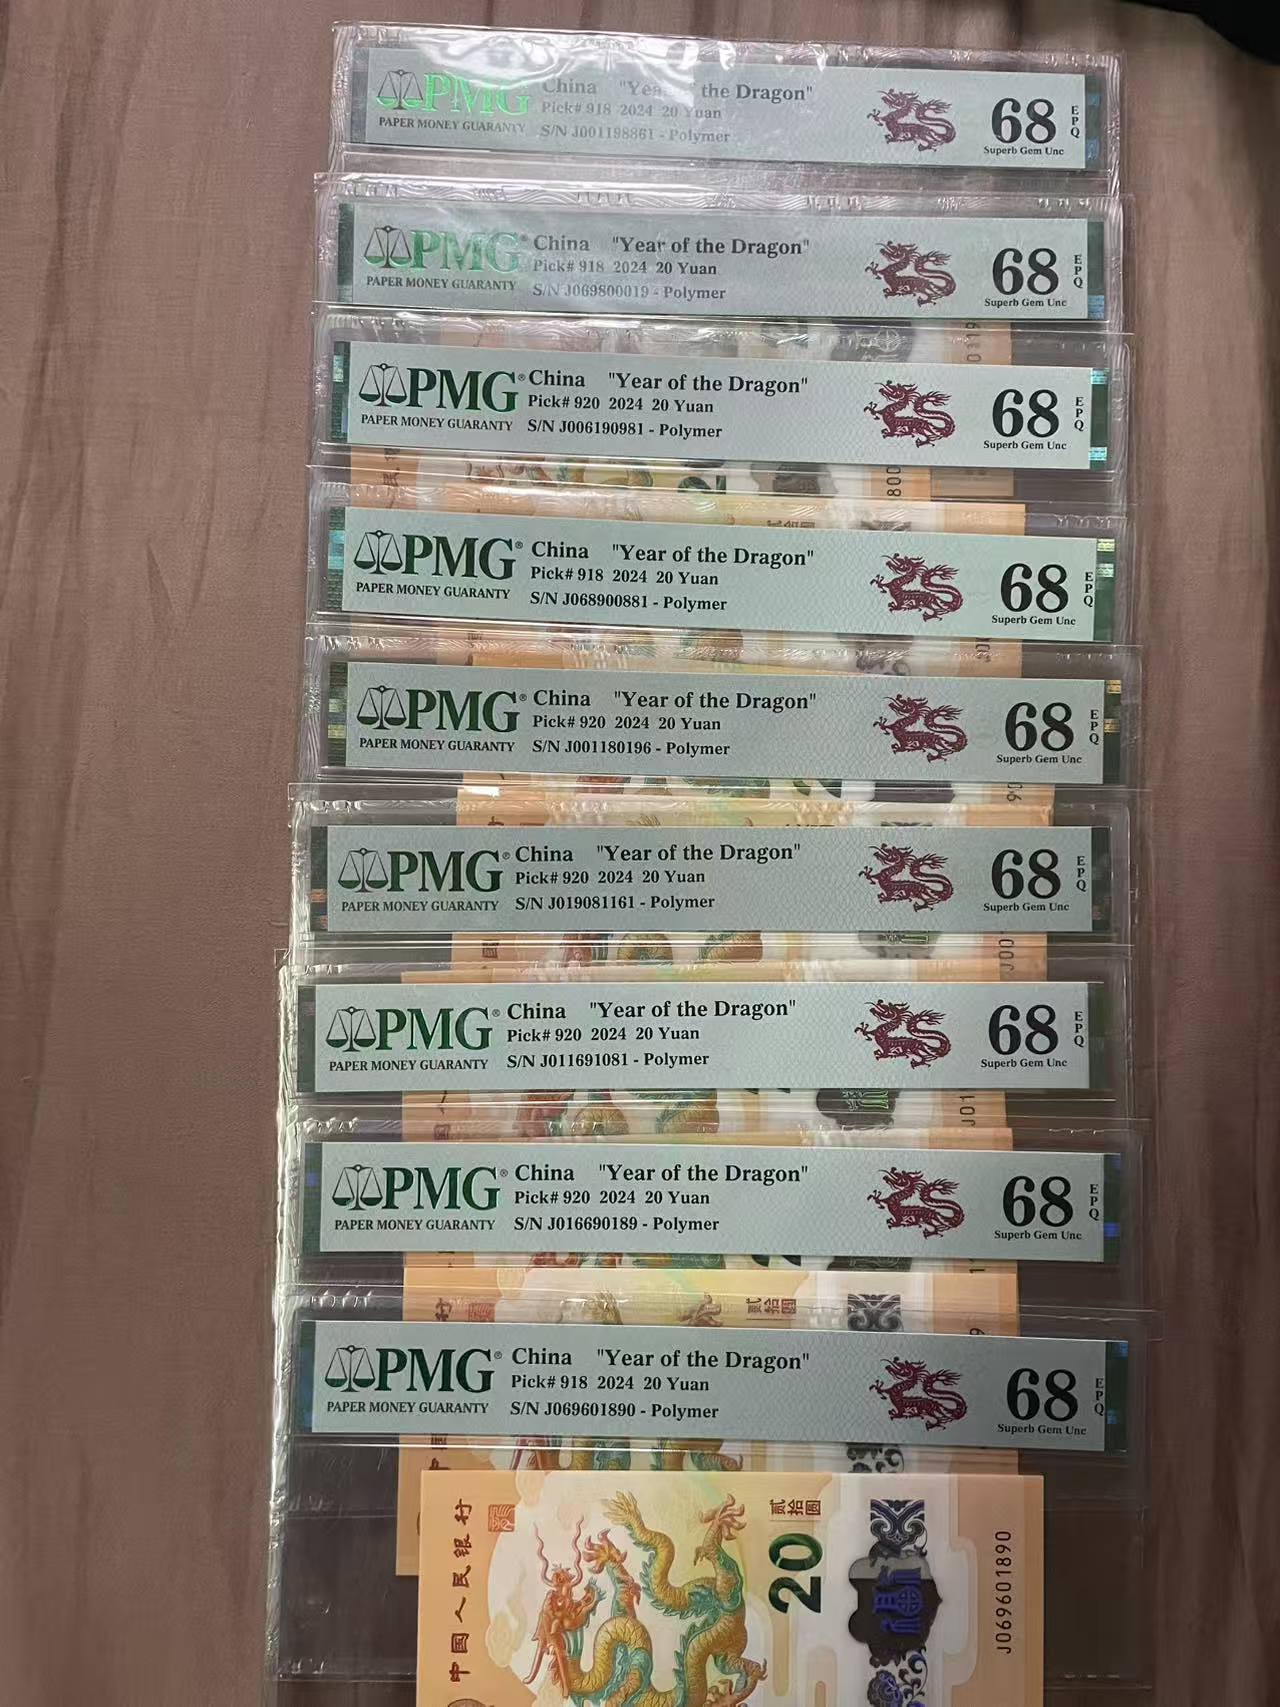 PMG China "Year of the Dragon"
Pick# 918 2024 20 Yuan
PAPER MONEY GUARANTY S/N J001198861 - Polymer
68 EPQ
Superb Gem Unc
PMG® China "Year of the Dragon"
Pick# 918 2024 20 Yuan
PAPER MONEY GUARANTY S/N J069800019 - Polymer
68 EPQ
Superb Gem Unc
PMG® China "Year of the Dragon"
Pick# 920 2024 20 Yuan
PAPER MONEY GUARANTY S/N J006190981 - Polymer
68 EPQ
Superb Gem Unc
PMG® China "Year of the Dragon"
Pick# 918 2024 20 Yuan
PAPER MONEY GUARANTY S/N J068900881 - Polymer
68 EPQ
Superb Gem Unc
PMG® China "Year of the Dragon"
Pick# 920 2024 20 Yuan
PAPER MONEY GUARANTY S/N J001180196 - Polymer
68 EPQ
Superb Gem Unc
PMG® China "Year of the Dragon"
Pick# 920 2024 20 Yuan
PAPER MONEY GUARANTY S/N J019081161 - Polymer
68 EPQ
Superb Gem Unc
PMG® China "Year of the Dragon"
Pick# 920 2024 20 Yuan
PAPER MONEY GUARANTY S/N J011691081 - Polymer
68 EPQ
Superb Gem Unc
PMG® China "Year of the Dragon"
Pick# 920 2024 20 Yuan
PAPER MONEY GUARANTY S/N J016690189 - Polymer
68 EPQ
Superb Gem Unc
贰拾圆
PMG® China "Year of the Dragon"
Pick# 918 2024 20 Yuan
PAPER MONEY GUARANTY S/N J069601890 - Polymer
68 EPQ
Superb Gem Unc
中国人民银行
贰拾圆
20
J069601890